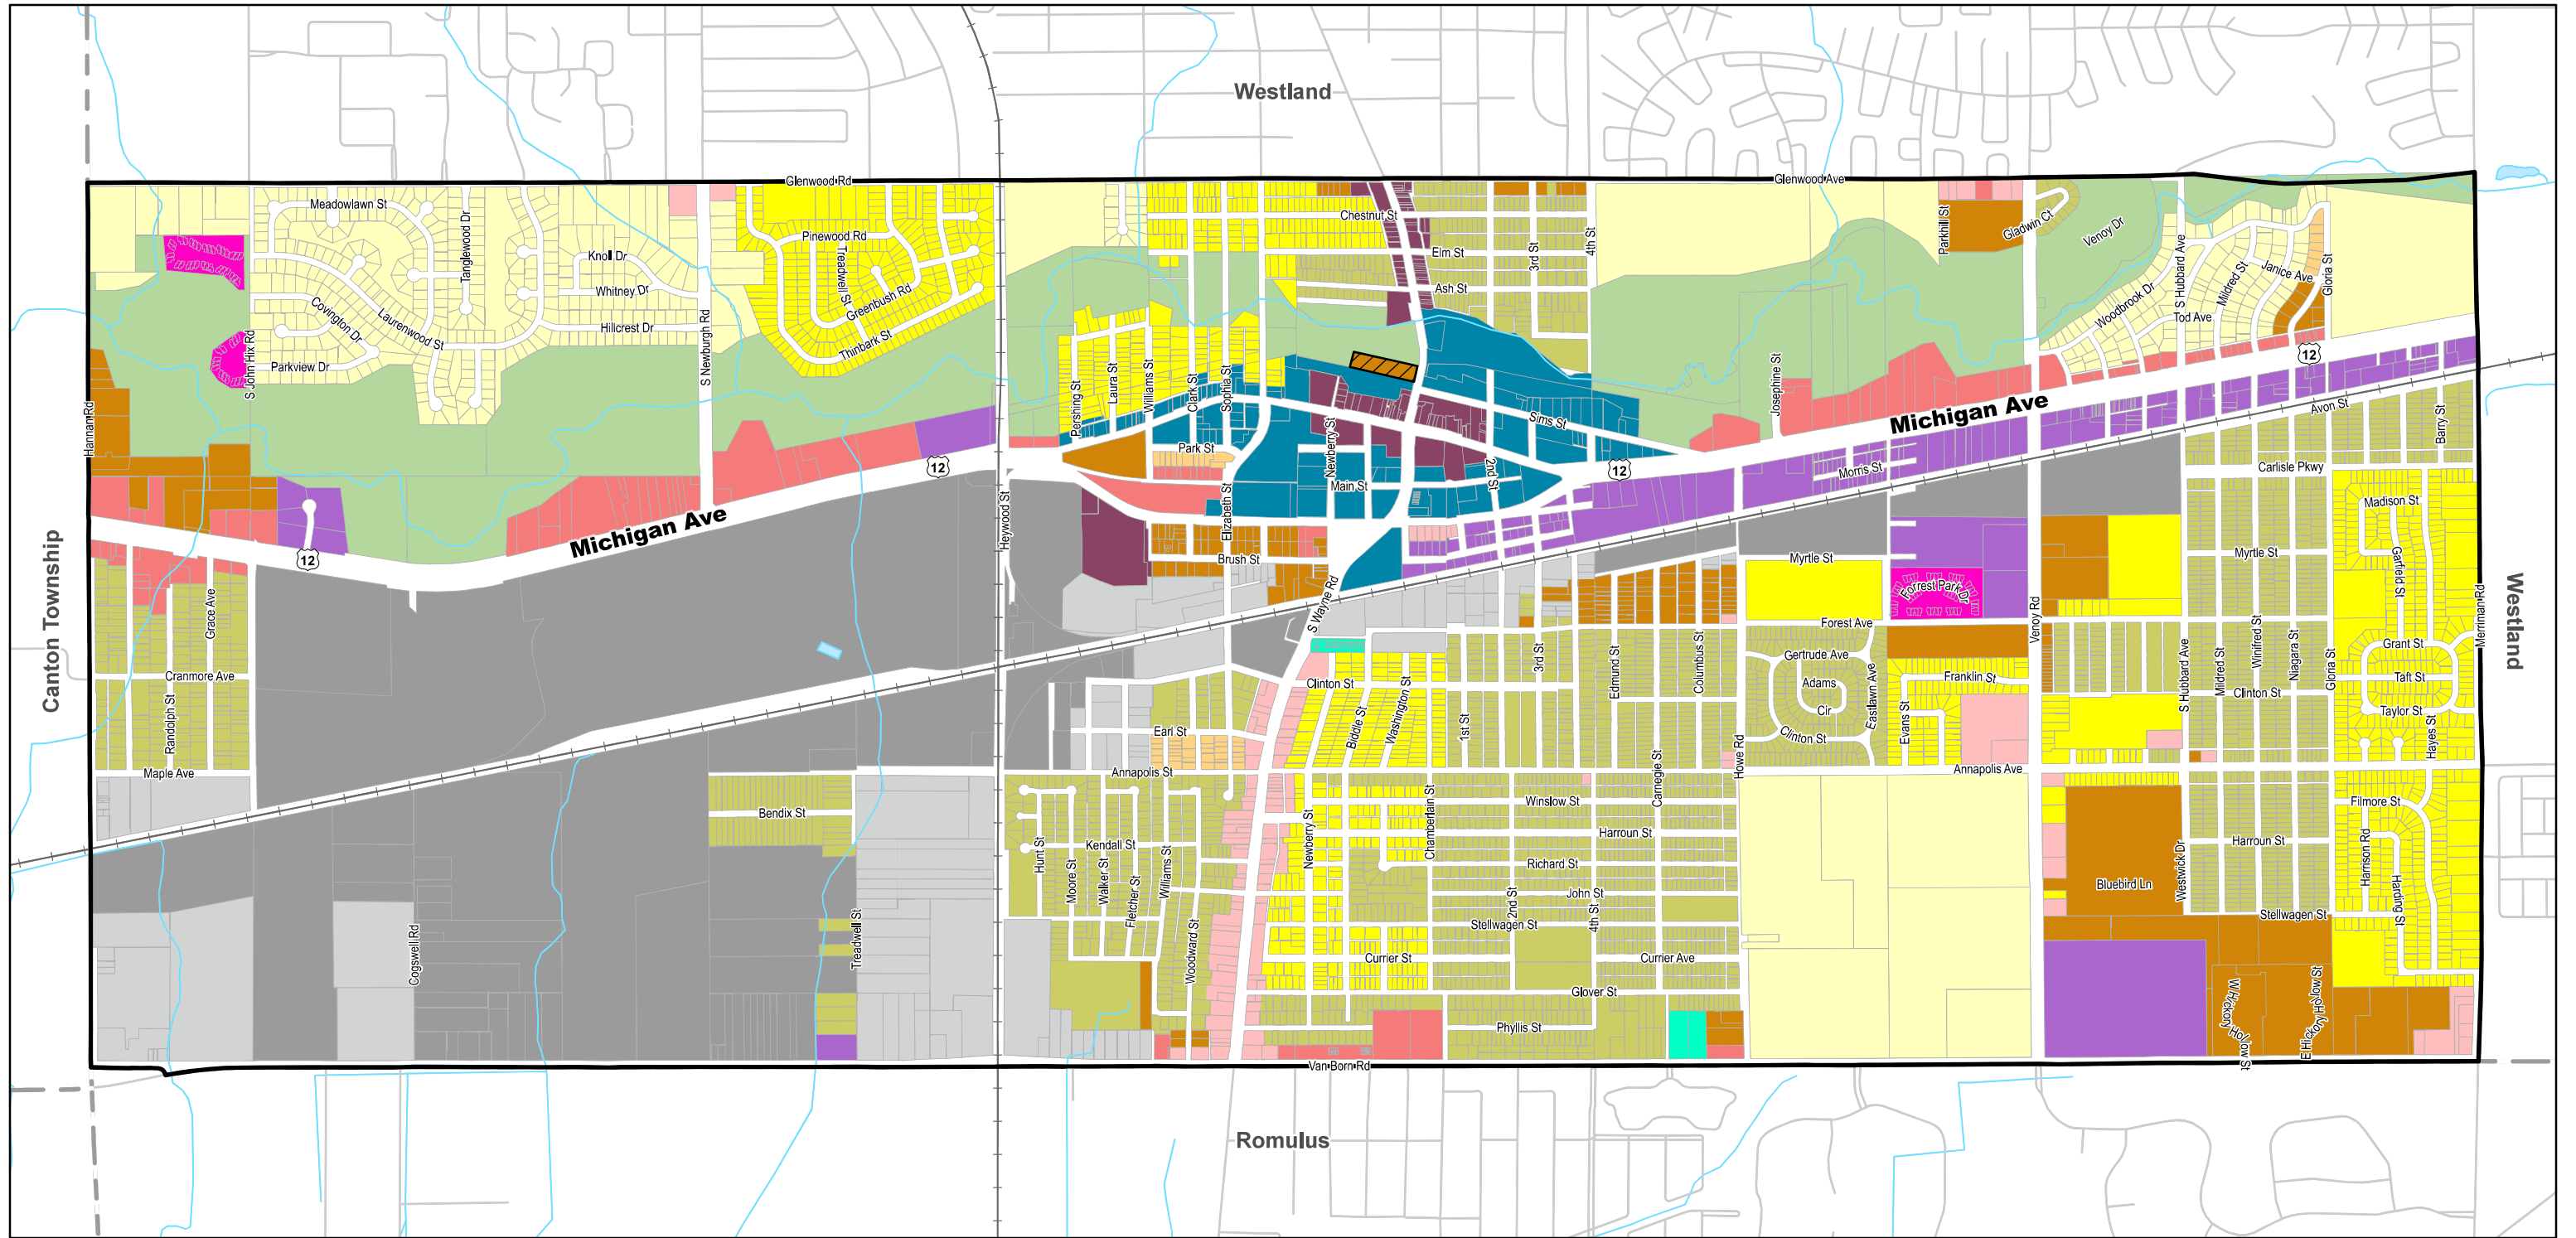 Westland
Glenwood Rd
Glenwood Ave
Meadowlawn St
Tanglewood Dr
Knoll Dr
Whitney Dr
Hillcrest Dr
Covington Dr
Laurenwood St
Parkview Dr
S John Hix Rd
S Newburgh Rd
Hannan Rd
Pinewood Rd
Treadwell St
Greenbush Rd
Thinbark St
Chestnut St
Elm St
Ash St
3rd St
4th St
Parkhill St
Gladwin Ct
Venoy Dr
S Hubbard Ave
Woodbrook Dr
Mildred St
Janice Ave
Gloria St
Tod Ave
12
Pershing St
Laura St
Williams St
Clark St
Sophia St
Park St
Newberry St
Main St
2nd St
Sims St
12
Josephine St
Michigan Ave
Morris St
Avon St
Barry St
Carlisle Pkwy
Michigan Ave
12
12
Heywood St
Elizabeth St
Brush St
S Wayne Rd
Canton Township
Westland
Grace Ave
Cranmore Ave
Randolph St
Maple Ave
Myrtle St
Forrest Park Dr
Forest Ave
Venoy Rd
Madison St
Myrtle St
Garfield St
Merriman Rd
Grant St
Taft St
Taylor St
Hayes St
Gertrude Ave
Adams
Cir
Eastlawn Ave
Clinton St
Evans St
Franklin St
S Hubbard Ave
Mildred St
Winifred St
Niagara St
Gloria St
Clinton St
Clinton St
Biddle St
Washington St
1st St
3rd St
Edmund St
Columbus St
Howe Rd
Earl St
Annapolis St
Annapolis Ave
Bendix St
Hunt St
Kendall St
Moore St
Walker St
Fletcher St
Williams St
Woodward St
Newberry St
Chamberlain St
Winslow St
Carnegie St
Harroun St
Richard St
John St
2nd St
4th St
Stellwagen St
Currier St
Currier Ave
Glover St
Phyllis St
Cogswell Rd
Treadwell St
Filmore St
Harroun St
Harrison Rd
Harding St
Westwick Dr
Bluebird Ln
Stellwagen St
W Hickory Hollow St
E Hickory Hollow St
Van Born Rd
Romulus